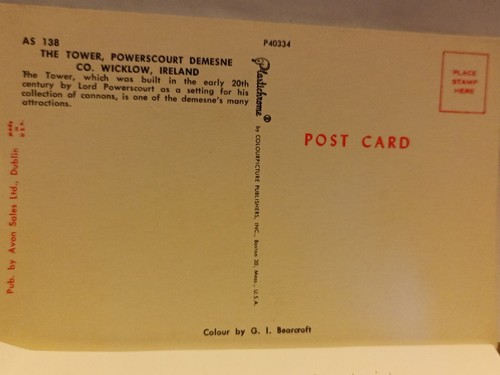 AS 138
P40334
THE TOWER, POWERSCOURT DEMESNE
CO. WICKLOW, IRELAND
The Tower, which was built in the early 20th
century by Lord Powerscourt as a setting for his
collection of cannons, is one of the demesne's many
attractions.
Pub. by Avon Sales Ltd., Dublin
made
in
U.S.A.
Plastichrome ®
by COLOURPICTURE PUBLISHERS, INC., Boston 30, Mass., U.S.A.
PLACE
STAMP
HERE
POST CARD
Colour by G. I. Bearcroft